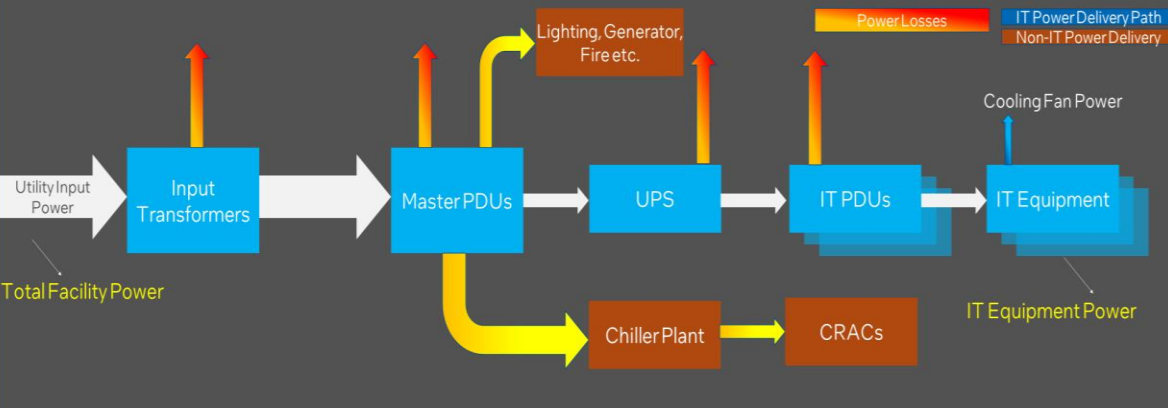 Power Losses
IT Power Delivery Path
Non-IT Power Delivery
Lighting, Generator,
Fire etc.
Cooling Fan Power
Utility Input
Power
Input
Transformers
Master PDUs
UPS
IT PDUs
IT Equipment
Total Facility Power
IT Equipment Power
Chiller Plant
CRACs